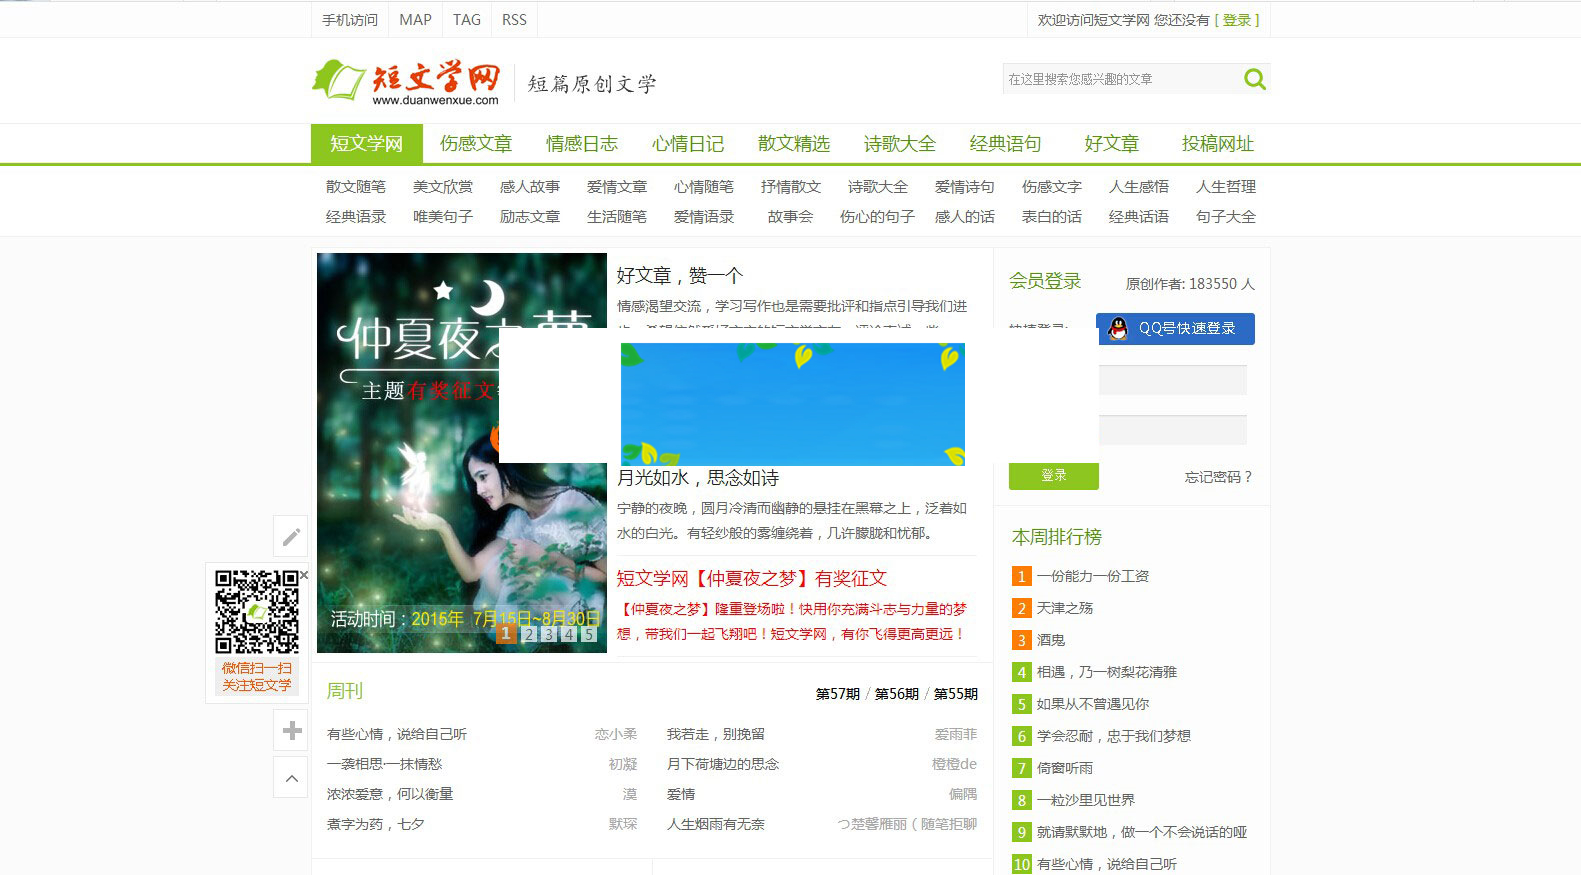 手机访问 MAP TAG RSS 欢迎访问短文学网 您还没有 [ 登录 ]
短文学网 短篇原创文学
www.duanwenxue.com
在这里搜索您感兴趣的文章
短文学网 伤感文章 情感日志 心情日记 散文精选 诗歌大全 经典语句 好文章 投稿网址
散文随笔 美文欣赏 感人故事 爱情文章 心情随笔 抒情散文 诗歌大全 爱情诗句 伤感文字 人生感悟 人生哲理
经典语录 唯美句子 励志文章 生活随笔 爱情语录 故事会 伤心的句子 感人的话 表白的话 经典话语 句子大全
仲夏夜之
主题有奖征文
活动时间：2015年 7月15日~8月30日
1 2 3 4 5
好文章，赞一个
情感渴望交流，学习写作也是需要批评和指点引导我们进
月光如水，思念如诗
宁静的夜晚，圆月冷清而幽静的悬挂在黑幕之上，泛着如
水的白光。有轻纱般的雾缠绕着，几许朦胧和忧郁。
短文学网【仲夏夜之梦】有奖征文
【仲夏夜之梦】隆重登场啦！快用你充满斗志与力量的梦
想，带我们一起飞翔吧！短文学网，有你飞得更高更远！
会员登录 原创作者: 183550 人
QQ号快速登录
登录 忘记密码？
本周排行榜
1 一份能力一份工资
2 天津之殇
3 酒鬼
4 相遇，乃一树梨花清雅
5 如果从不曾遇见你
6 学会忍耐，忠于我们梦想
7 倚窗听雨
8 一粒沙里见世界
9 就请默默地，做一个不会说话的哑
10 有些心情，说给自己听
微信扫一扫
关注短文学
周刊 第57期 / 第56期 / 第55期
有些心情，说给自己听 恋小柔 我若走，别挽留 爱雨菲
一袭相思·一抹情愁 初凝 月下荷塘边的思念 橙橙de
浓浓爱意，何以衡量 漠 爱情 偏隅
煮字为药，七夕 默琛 人生烟雨有无奈 つ楚馨雁丽（随笔拒聊